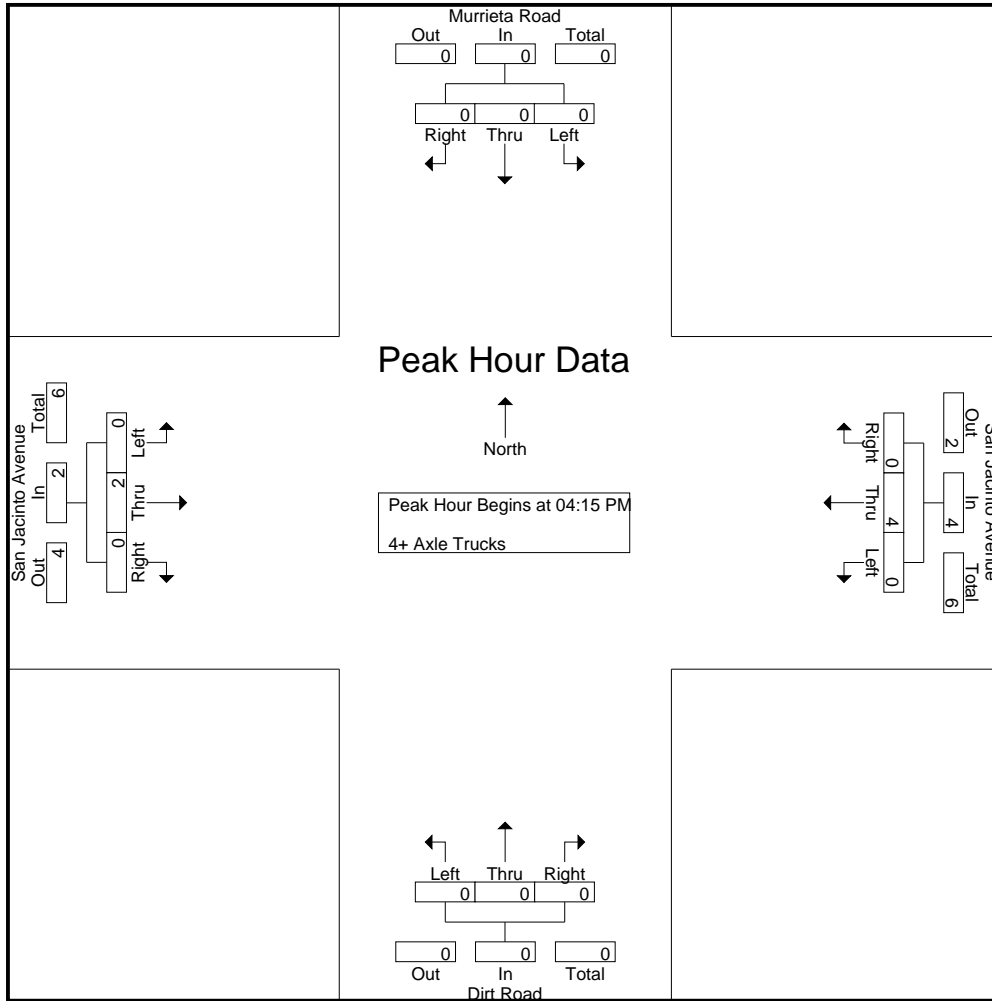 Murrieta Road
Out In Total
0 0 0
0 0 0
Right Thru Left
Peak Hour Data
North
Peak Hour Begins at 04:15 PM
4+ Axle Trucks
San Jacinto Avenue
Total In Out
6 2 4
0 2 0
Left Thru Right
San Jacinto Avenue
Out In Total
2 4 6
0 4 0
Right Thru Left
Left Thru Right
0 0 0
0 0 0
Out In Total
Dirt Road